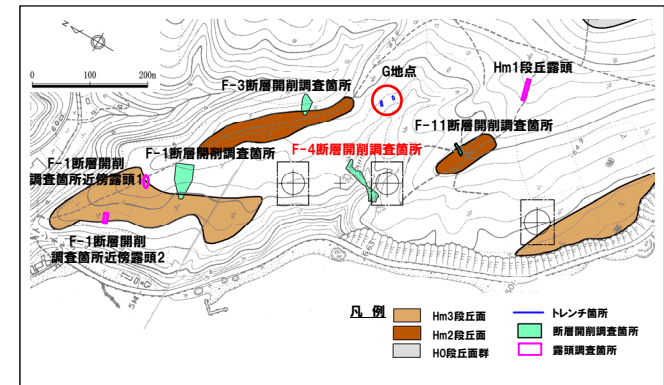 N
0 100 200m
G地点
Hm1段丘露頭
F-3断層開削調査箇所
F-11断層開削調査箇所
F-1断層開削調査箇所
F-4断層開削調査箇所
F-1断層開削
調査箇所近傍露頭1
F-1断層開削
調査箇所近傍露頭2
凡 例
Hm3段丘面
Hm2段丘面
H0段丘面群
トレンチ箇所
断層開削調査箇所
露頭調査箇所